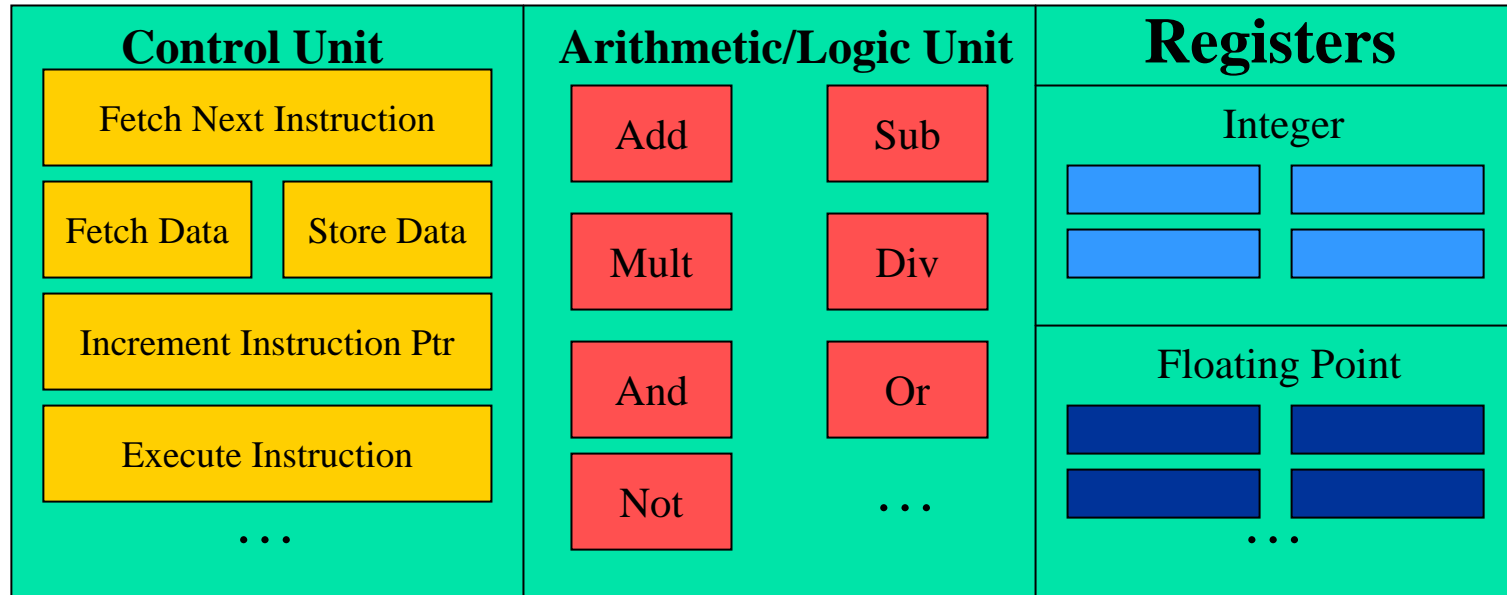 Control Unit
Fetch Next Instruction
Fetch Data
Store Data
Increment Instruction Ptr
Execute Instruction
...
Arithmetic/Logic Unit
Add
Sub
Mult
Div
And
Or
Not
...
Registers
Integer
Floating Point
...